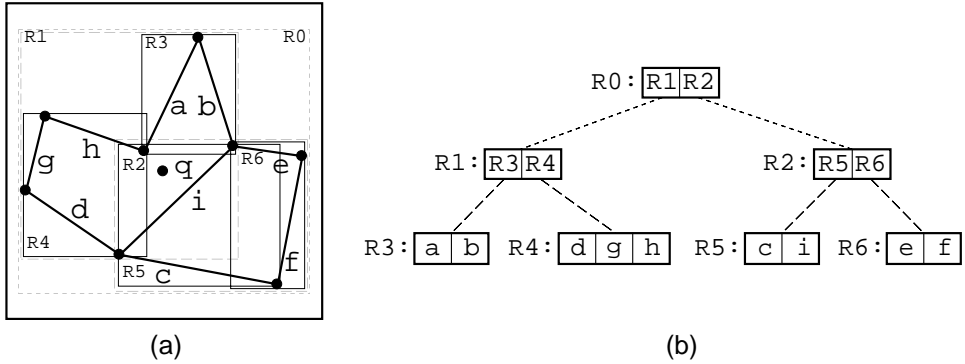 R1 R3 R0
a b
h R2 q R6 e
g
d i
R4 R5 c f
(a)
R0: R1 R2
R1: R3 R4 R2: R5 R6
R3: a b R4: d g h R5: c i R6: e f
(b)